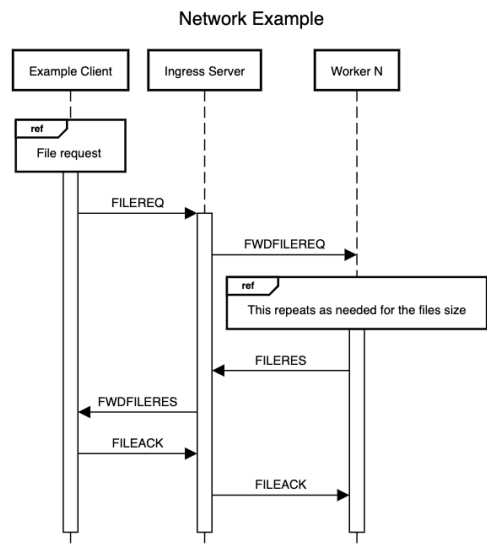 Network Example
Example Client
Ingress Server
Worker N
ref
File request
FILEREQ
FWDFILEREQ
ref
This repeats as needed for the files size
FILERES
FWDFILERES
FILEACK
FILEACK